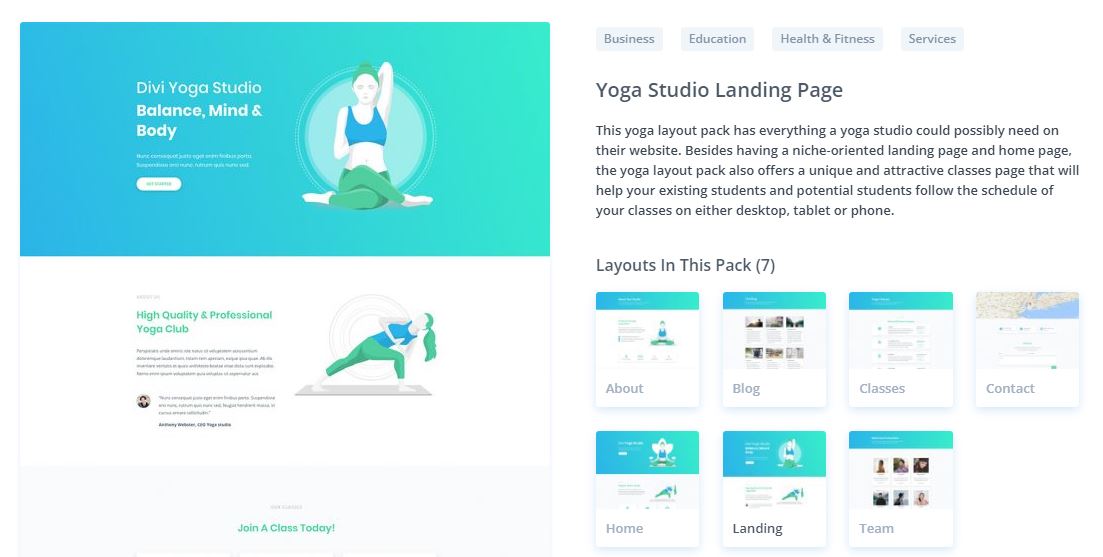 Divi Yoga Studio
Balance, Mind &
Body
Nunc consequat justo eget enim finibus porta.
Suspendisse orci nunc, rutrum quis nunc sed.
GET STARTED
ABOUT US
High Quality & Professional
Yoga Club
Perspiciatis unde omnis iste natus sit voluptatem accusantium
doloremque laudantium, totam rem aperiam, eaque ipsa quae. Ab illo
inventore veritatis et quasi architecto beatae vitae dicta sunt explicabo.
Nemo enim ipsam voluptatem quia voluptas sit aspernatur aut.
"Nunc consequat justo eget enim finibus porta. Suspendisse
orci nunc, rutrum quis nunc sed, feugiat hendrerit massa. In
cursus ornare sollicitudin."
Anthony Webster, CEO Yoga studio
OUR CLASSES
Join A Class Today!
Business
Education
Health & Fitness
Services
Yoga Studio Landing Page
This yoga layout pack has everything a yoga studio could possibly need on
their website. Besides having a niche-oriented landing page and home page,
the yoga layout pack also offers a unique and attractive classes page that will
help your existing students and potential students follow the schedule of
your classes on either desktop, tablet or phone.
Layouts In This Pack (7)
About
Blog
Classes
Contact
Home
Landing
Team